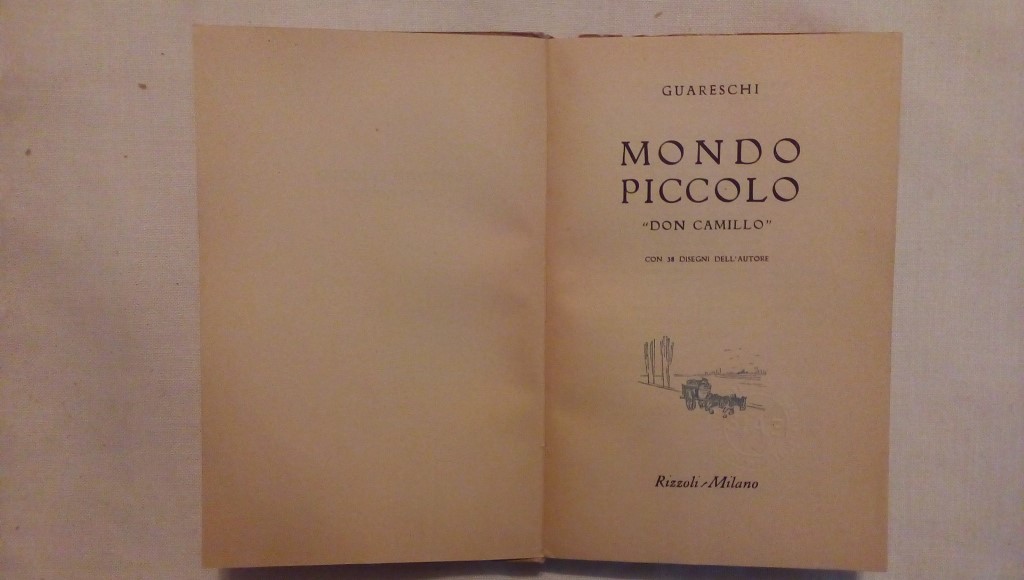 GUARESCHI
MONDO
PICCOLO
"DON CAMILLO"
CON 38 DISEGNI DELL'AUTORE
Rizzoli - Milano